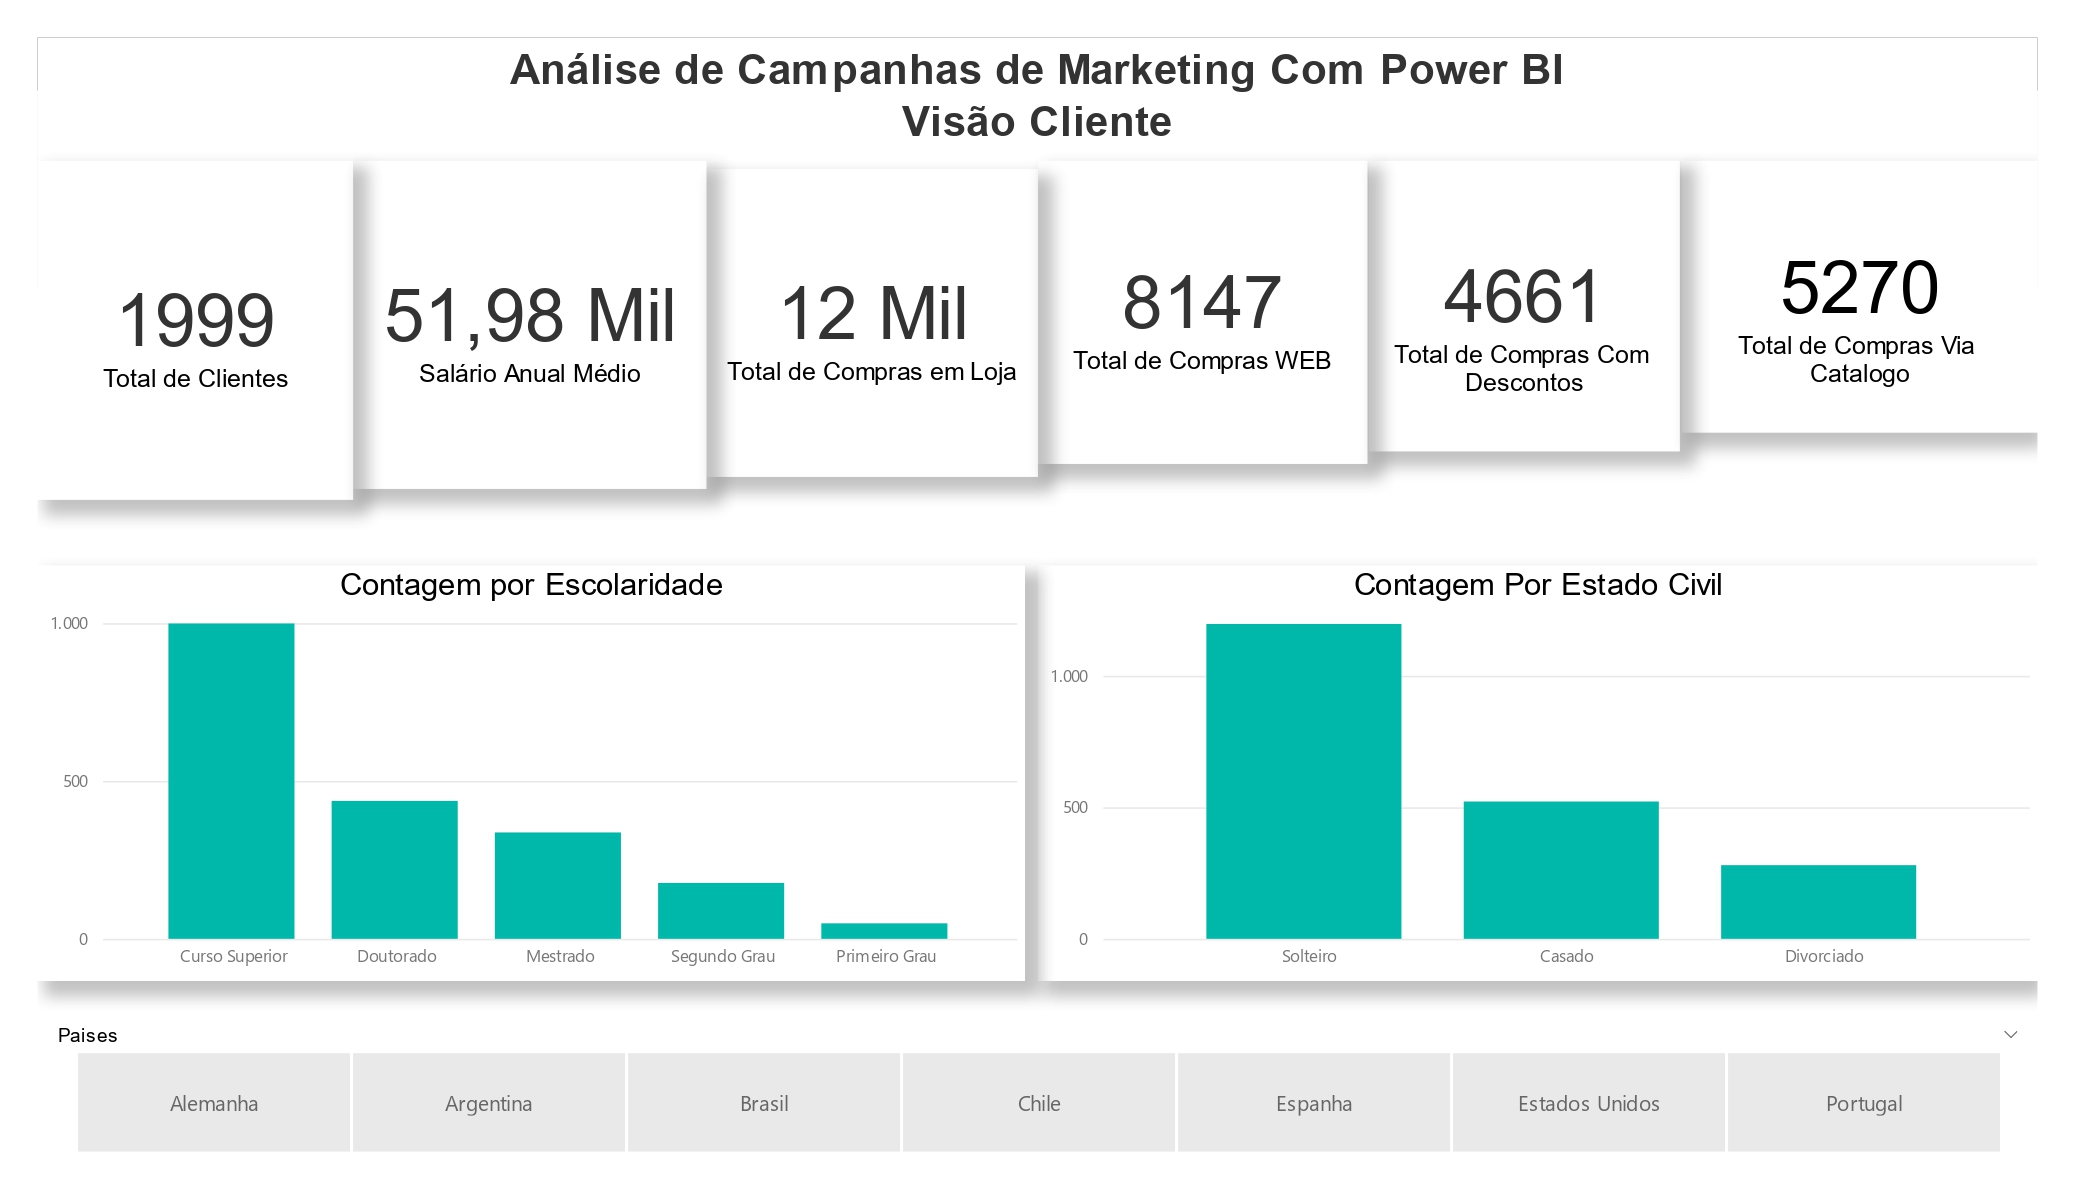 Análise de Campanhas de Marketing Com Power BI
Visão Cliente
1999
Total de Clientes
51,98 Mil
Salário Anual Médio
12 Mil
Total de Compras em Loja
8147
Total de Compras WEB
4661
Total de Compras Com
Descontos
5270
Total de Compras Via
Catalogo
Contagem por Escolaridade
1.000
500
0
Curso Superior
Doutorado
Mestrado
Segundo Grau
Primeiro Grau
Contagem Por Estado Civil
1.000
500
0
Solteiro
Casado
Divorciado
Paises
Alemanha
Argentina
Brasil
Chile
Espanha
Estados Unidos
Portugal